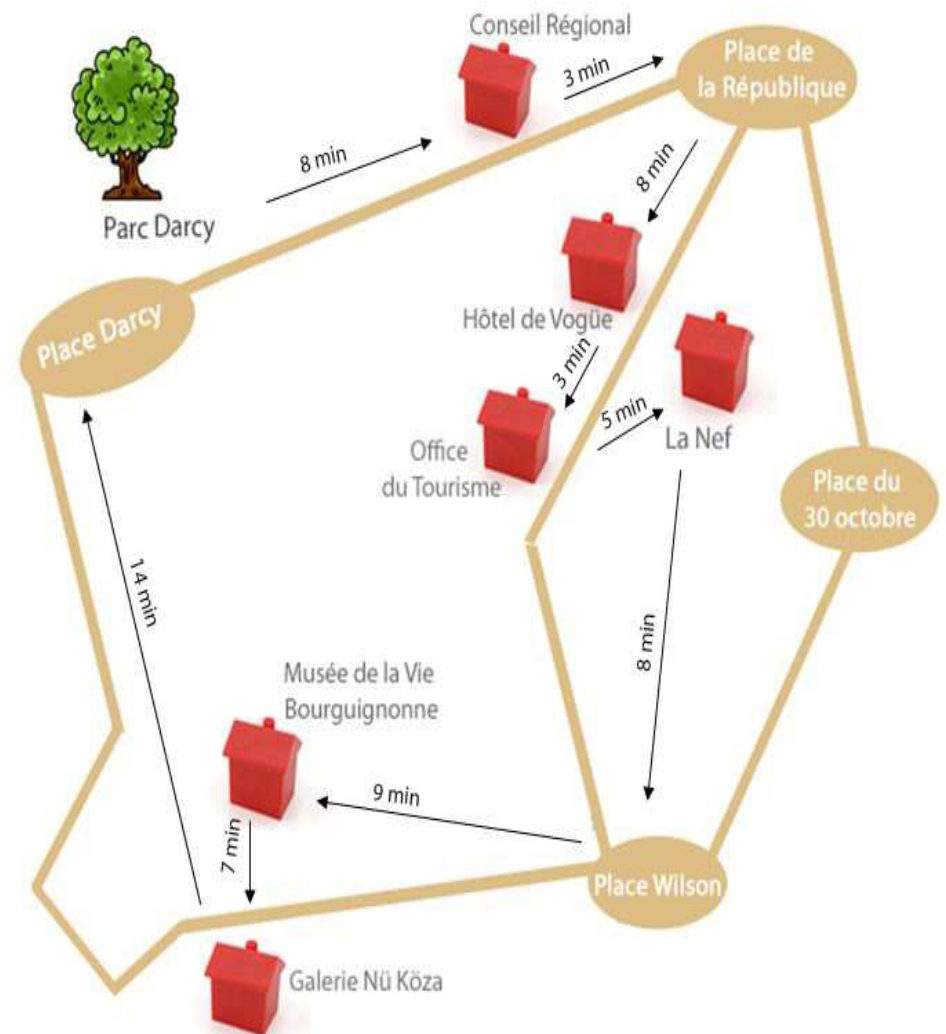 Conseil Régional
3 min
Place de
la République
8 min
Parc Darcy
8 min
Place Darcy
Hôtel de Vogüe
3 min
5 min
La Nef
Office
du Tourisme
Place du
30 octobre
14 min
8 min
Musée de la Vie
Bourguignonne
9 min
7 min
Place Wilson
Galerie Nü Köza